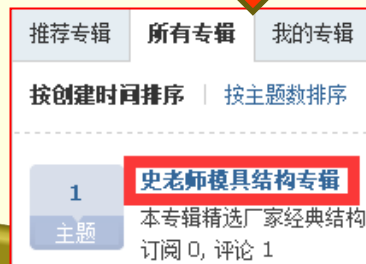 推荐专辑 所有专辑 我的专辑
按创建时间排序 | 按主题数排序
史老师模具结构专辑
1
本专辑精选厂家经典结构
主题
订阅 0, 评论 1